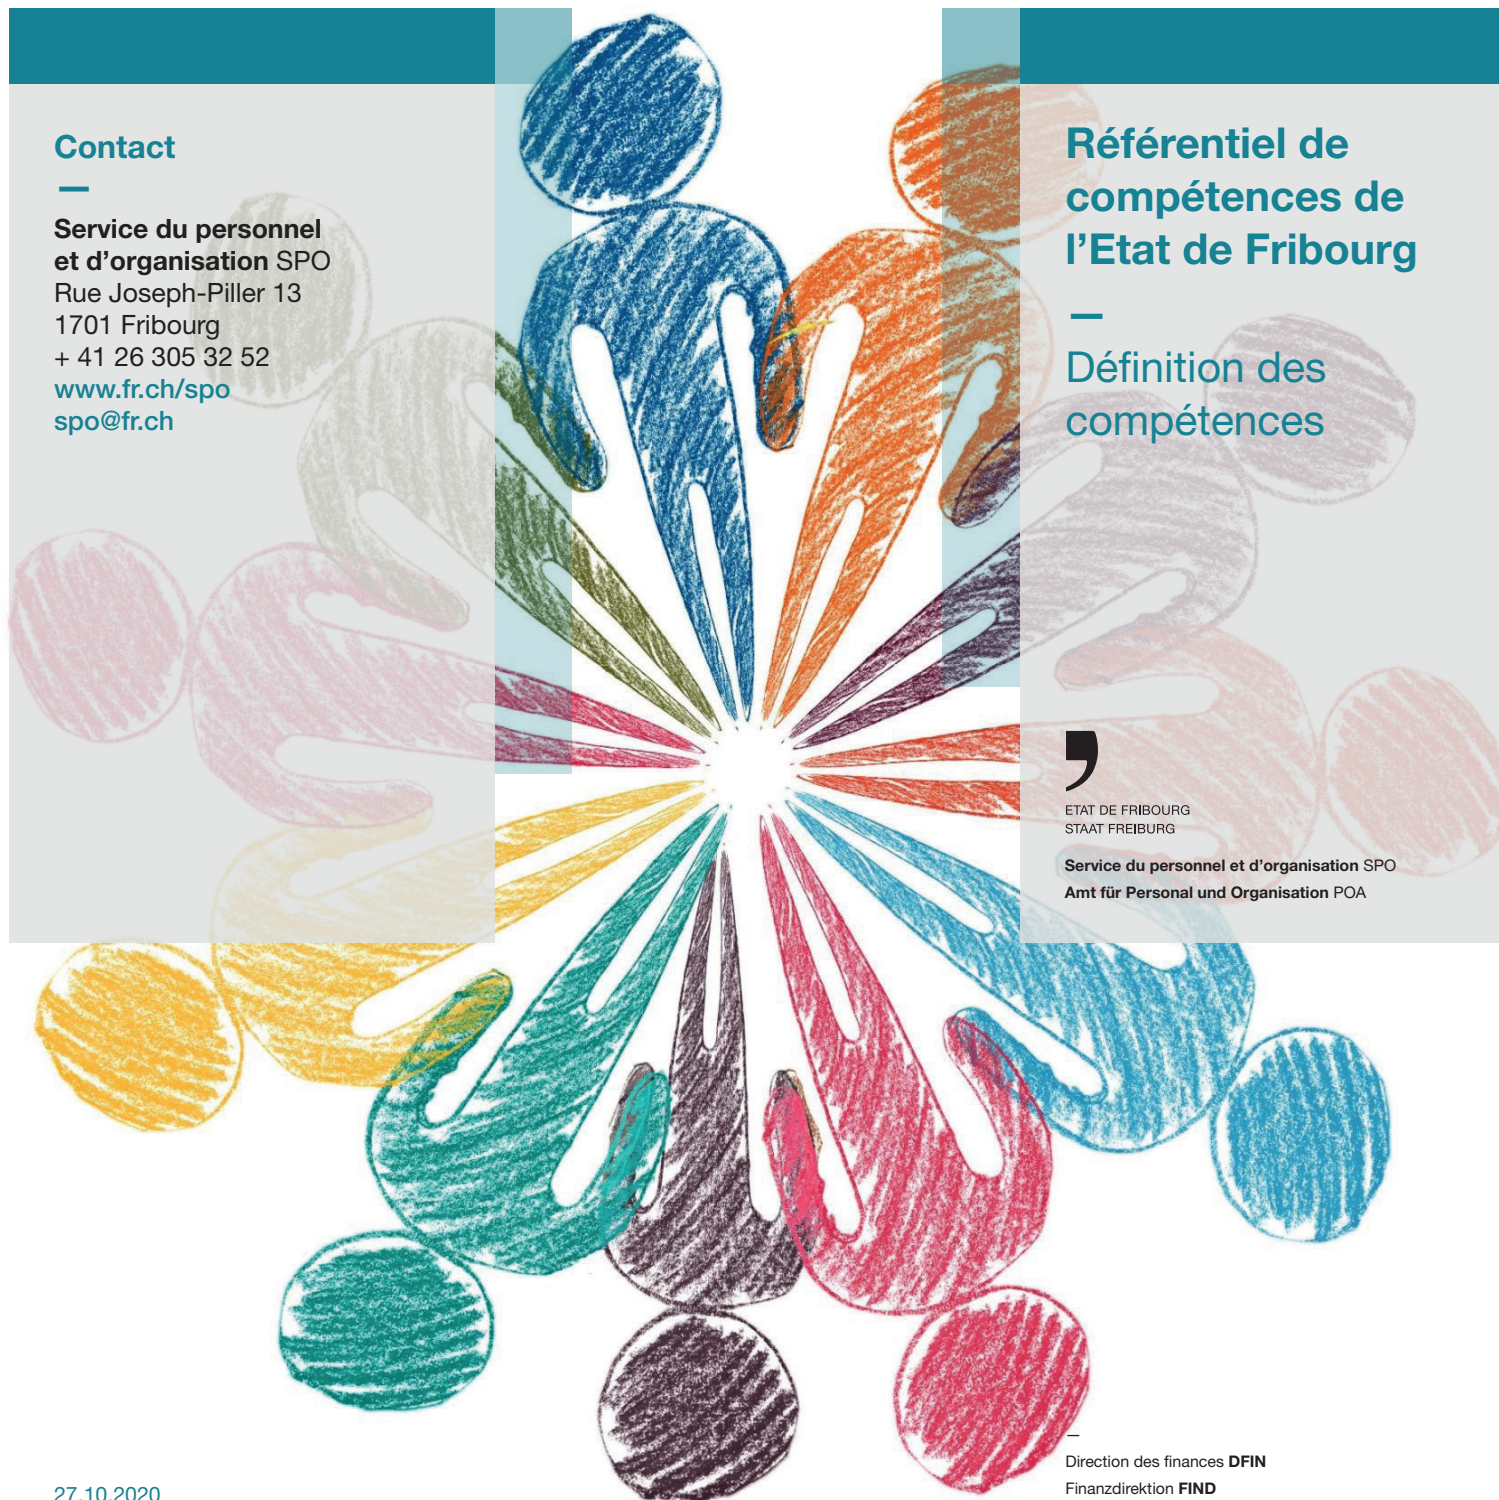 Contact
—
Service du personnel
et d'organisation SPO
Rue Joseph-Piller 13
1701 Fribourg
+ 41 26 305 32 52
www.fr.ch/spo
spo@fr.ch
27.10.2020
Référentiel de
compétences de
l'Etat de Fribourg
—
Définition des
compétences
ETAT DE FRIBOURG
STAAT FREIBURG
Service du personnel et d'organisation SPO
Amt für Personal und Organisation POA
—
Direction des finances DFIN
Finanzdirektion FIND